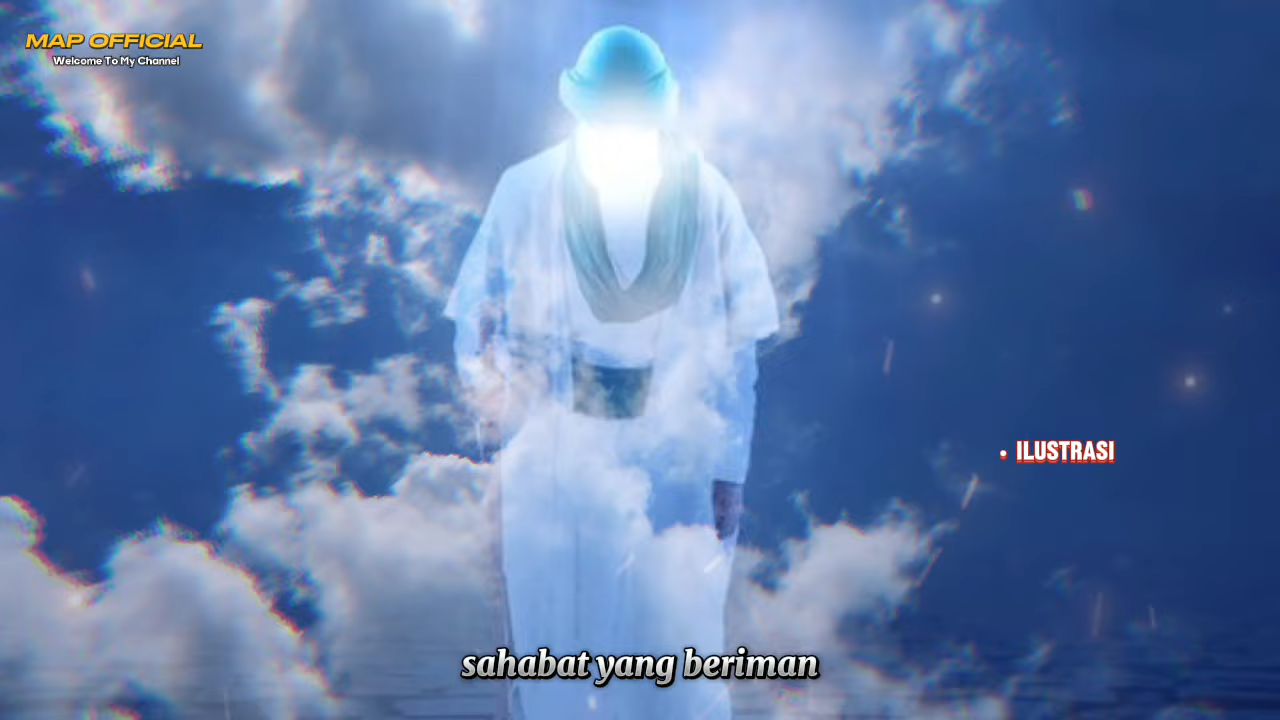 MAP OFFICIAL
Welcome To My Channel
• ILUSTRASI
sahabat yang beriman